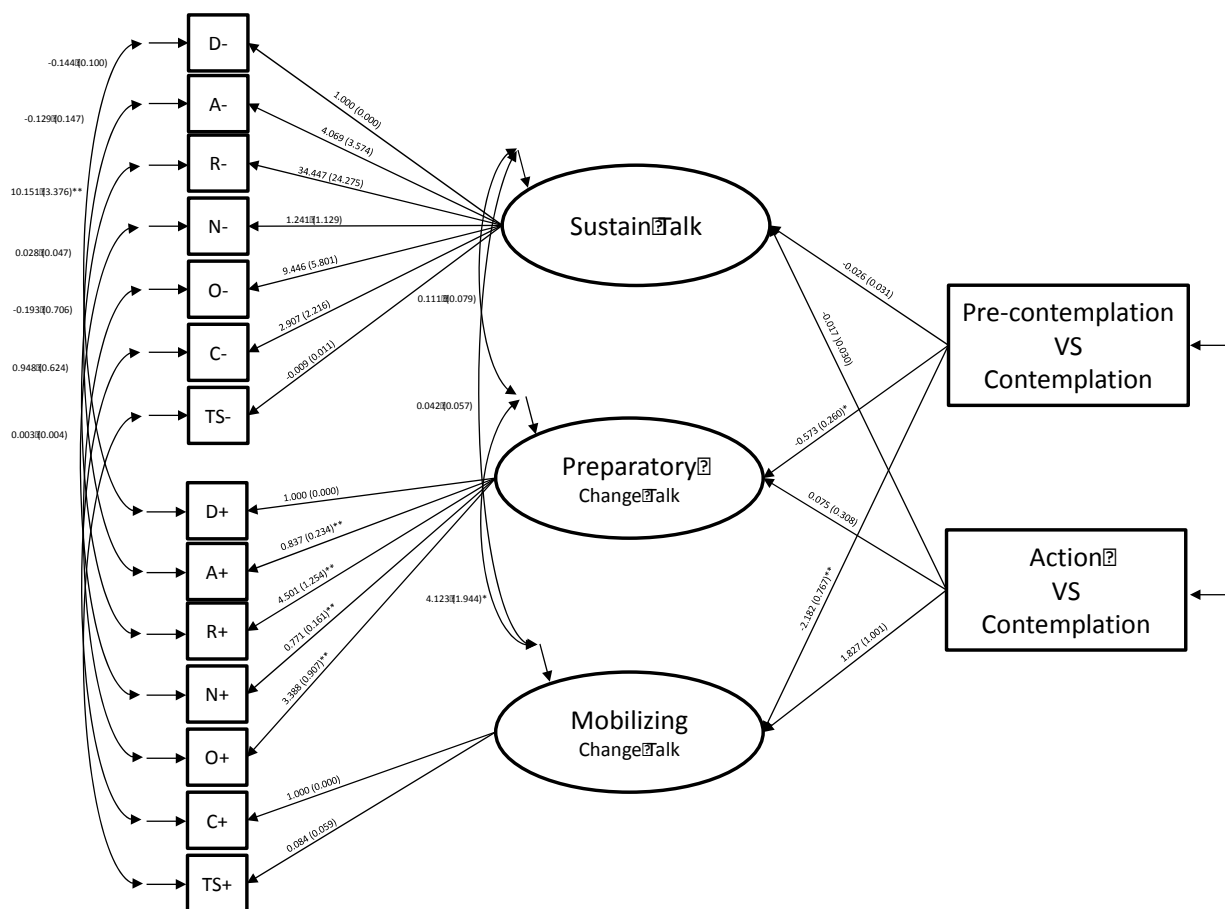 D-
-0.144 (0.100)
A-
-0.129 (0.147)
R-
10.151 (3.376)**
N-
0.028 (0.047)
O-
-0.193 (0.706)
C-
0.948 (0.624)
TS-
0.003 (0.004)
D+
A+
R+
N+
O+
C+
TS+
1.000 (0.000)
4.069 (3.574)
34.447 (24.275)
1.241 (1.129)
9.446 (5.801)
2.907 (2.216)
-0.009 (0.011)
1.000 (0.000)
0.837 (0.234)**
4.501 (1.254)**
0.771 (0.161)**
3.388 (0.907)**
1.000 (0.000)
0.084 (0.059)
0.111 (0.079)
0.042 (0.057)
4.123 (1.944)*
Sustain Talk
Preparatory
Change Talk
Mobilizing
Change Talk
-0.026 (0.031)
-0.017 (0.030)
-0.573 (0.260)*
0.075 (0.308)
-2.182 (0.767)**
1.827 (1.001)
Pre-contemplation
VS
Contemplation
Action
VS
Contemplation